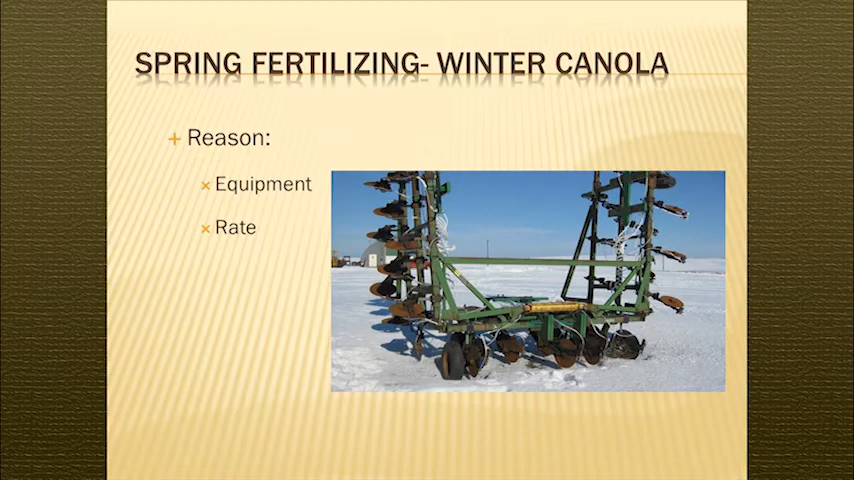 SPRING FERTILIZING- WINTER CANOLA
Reason:
Equipment
Rate